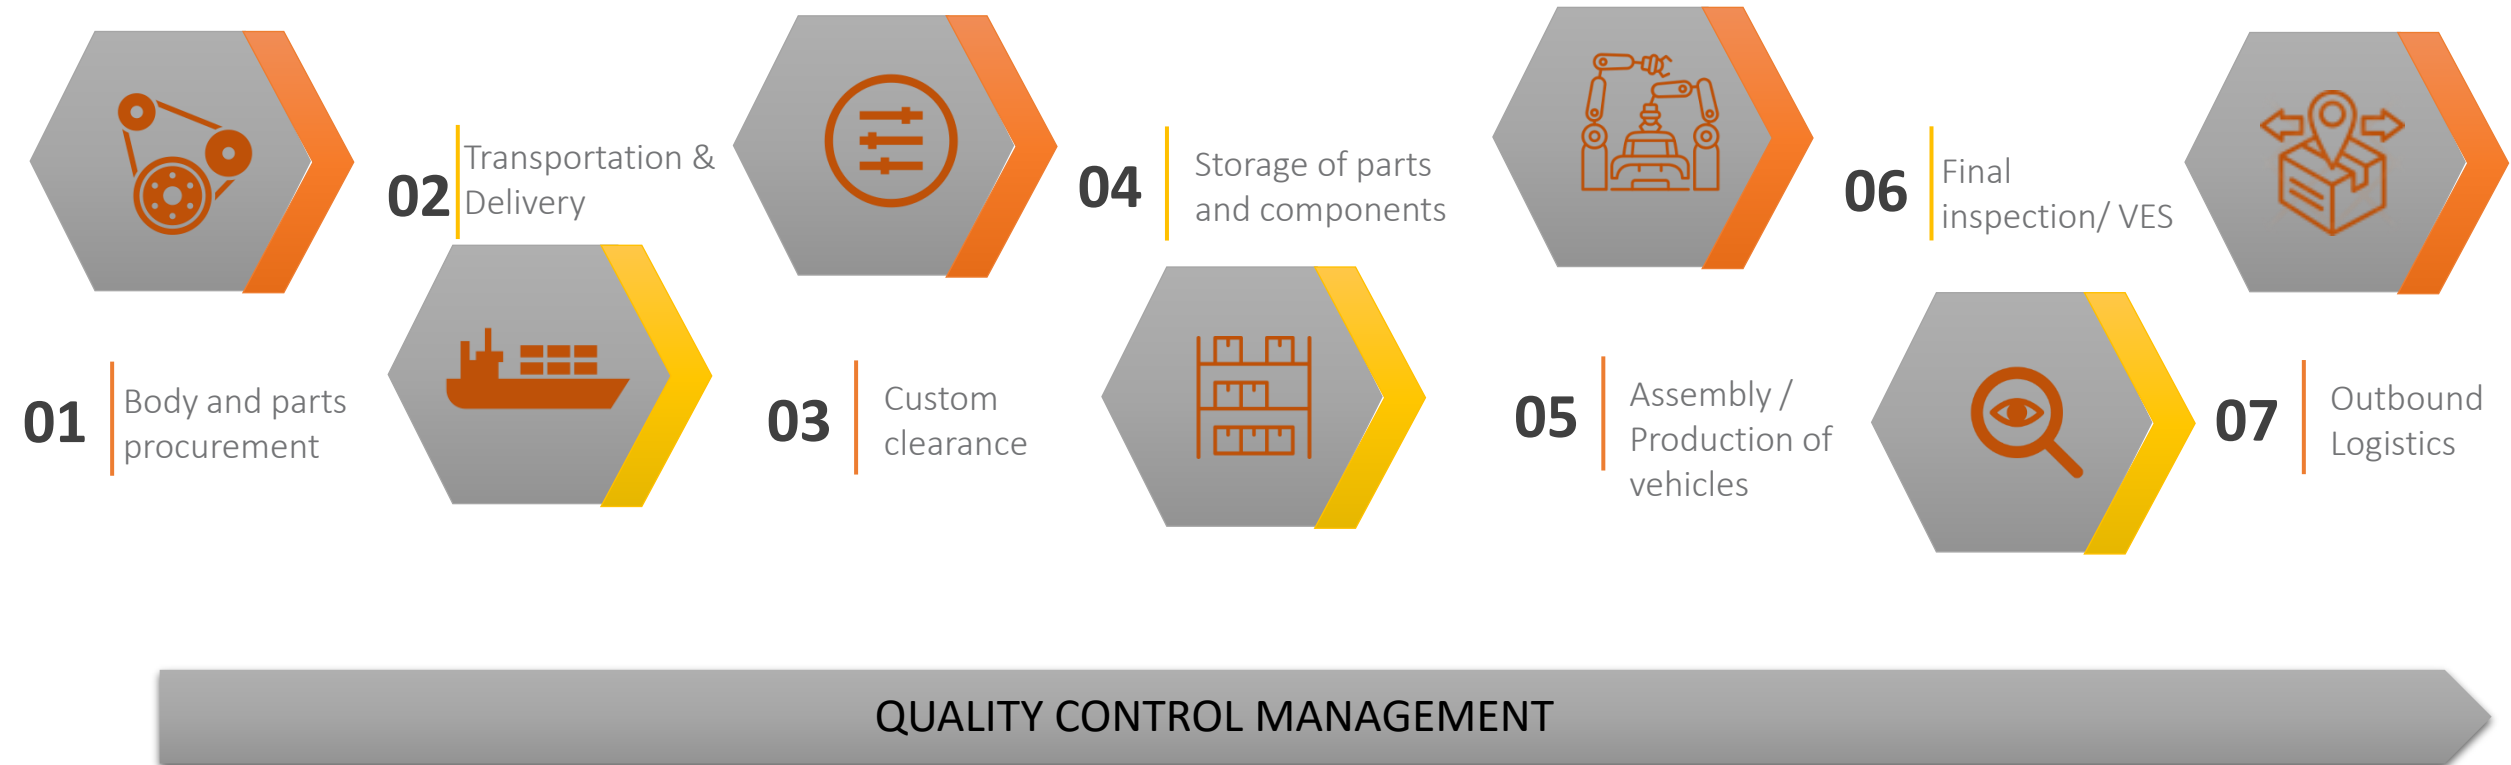 01
Body and parts
procurement
02
Transportation &
Delivery
03
Custom
clearance
04
Storage of parts
and components
05
Assembly /
Production of
vehicles
06
Final
inspection/ VES
07
Outbound
Logistics
QUALITY CONTROL MANAGEMENT